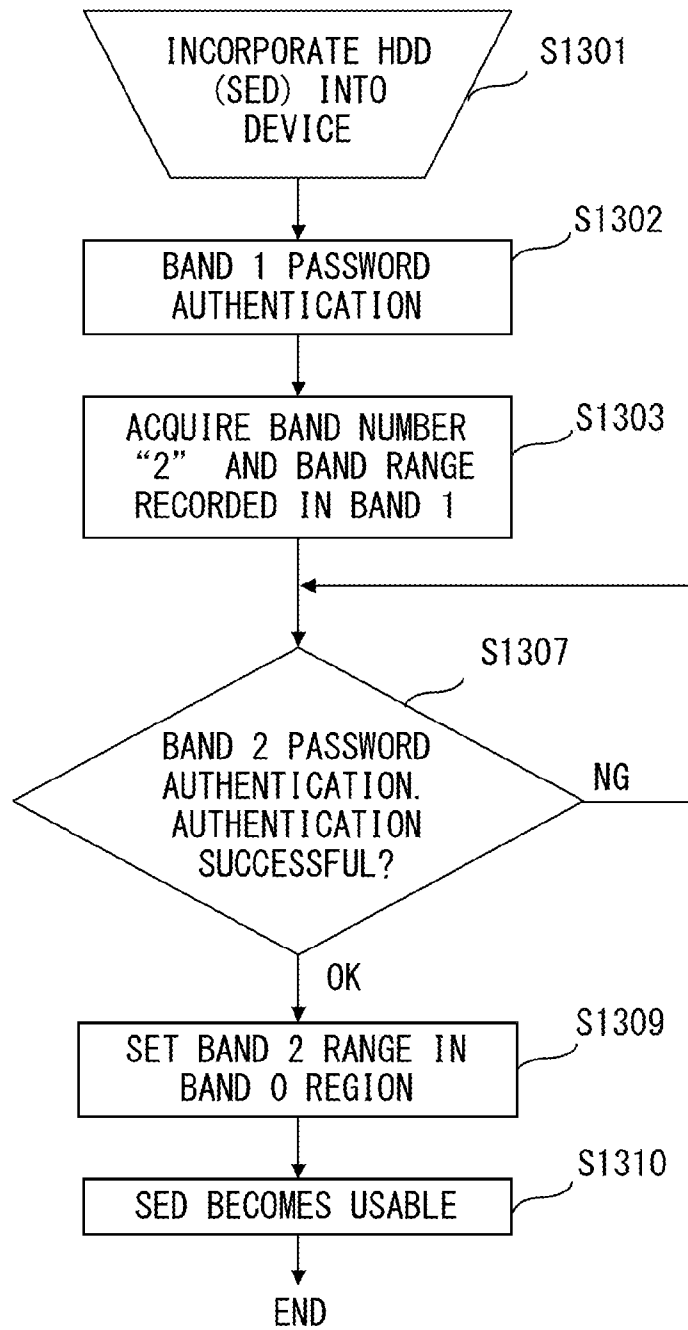 INCORPORATE HDD
(SED) INTO
DEVICE
S1301
S1302
BAND 1 PASSWORD
AUTHENTICATION
S1303
ACQUIRE BAND NUMBER
“2” AND BAND RANGE
RECORDED IN BAND 1
S1307
BAND 2 PASSWORD
AUTHENTICATION.
AUTHENTICATION
SUCCESSFUL?
NG
OK
S1309
SET BAND 2 RANGE IN
BAND 0 REGION
S1310
SED BECOMES USABLE
END